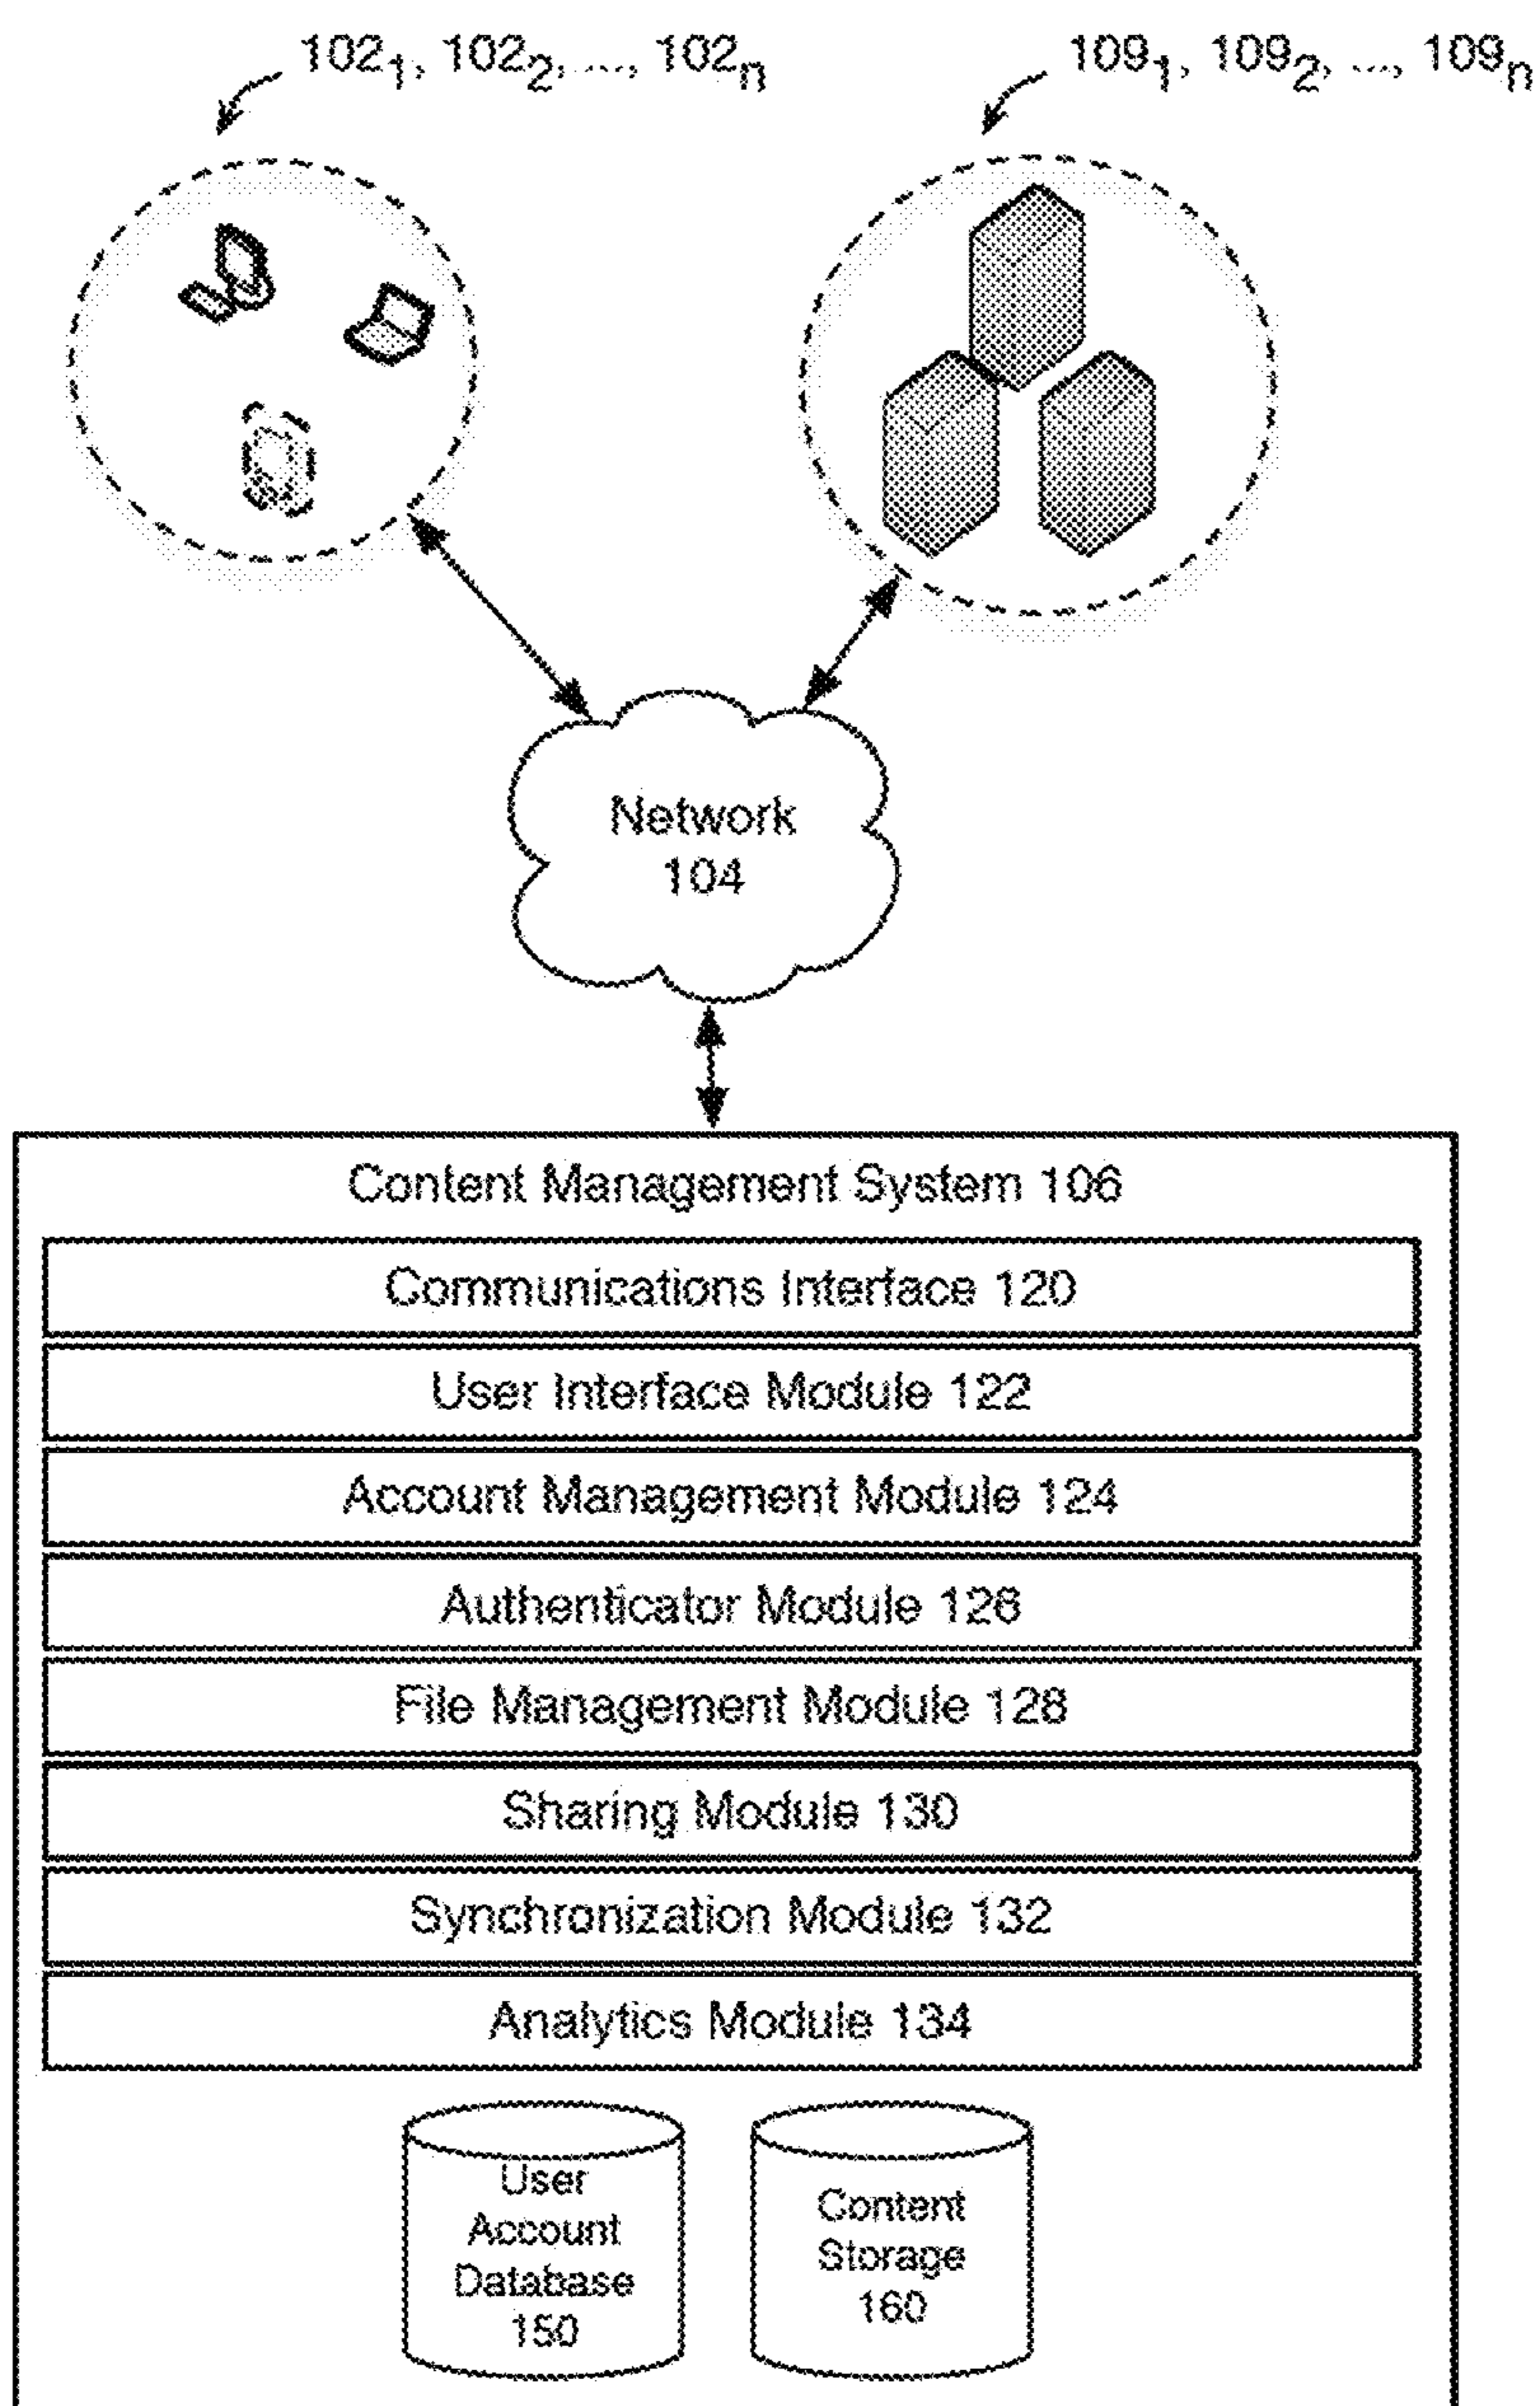 102₁, 102₂, ..., 102ₙ
109₁, 109₂, ..., 109ₙ
Network
104
Content Management System 106
Communications Interface 120
User Interface Module 122
Account Management Module 124
Authenticator Module 126
File Management Module 128
Sharing Module 130
Synchronization Module 132
Analytics Module 134
User
Account
Database
150
Content
Storage
160